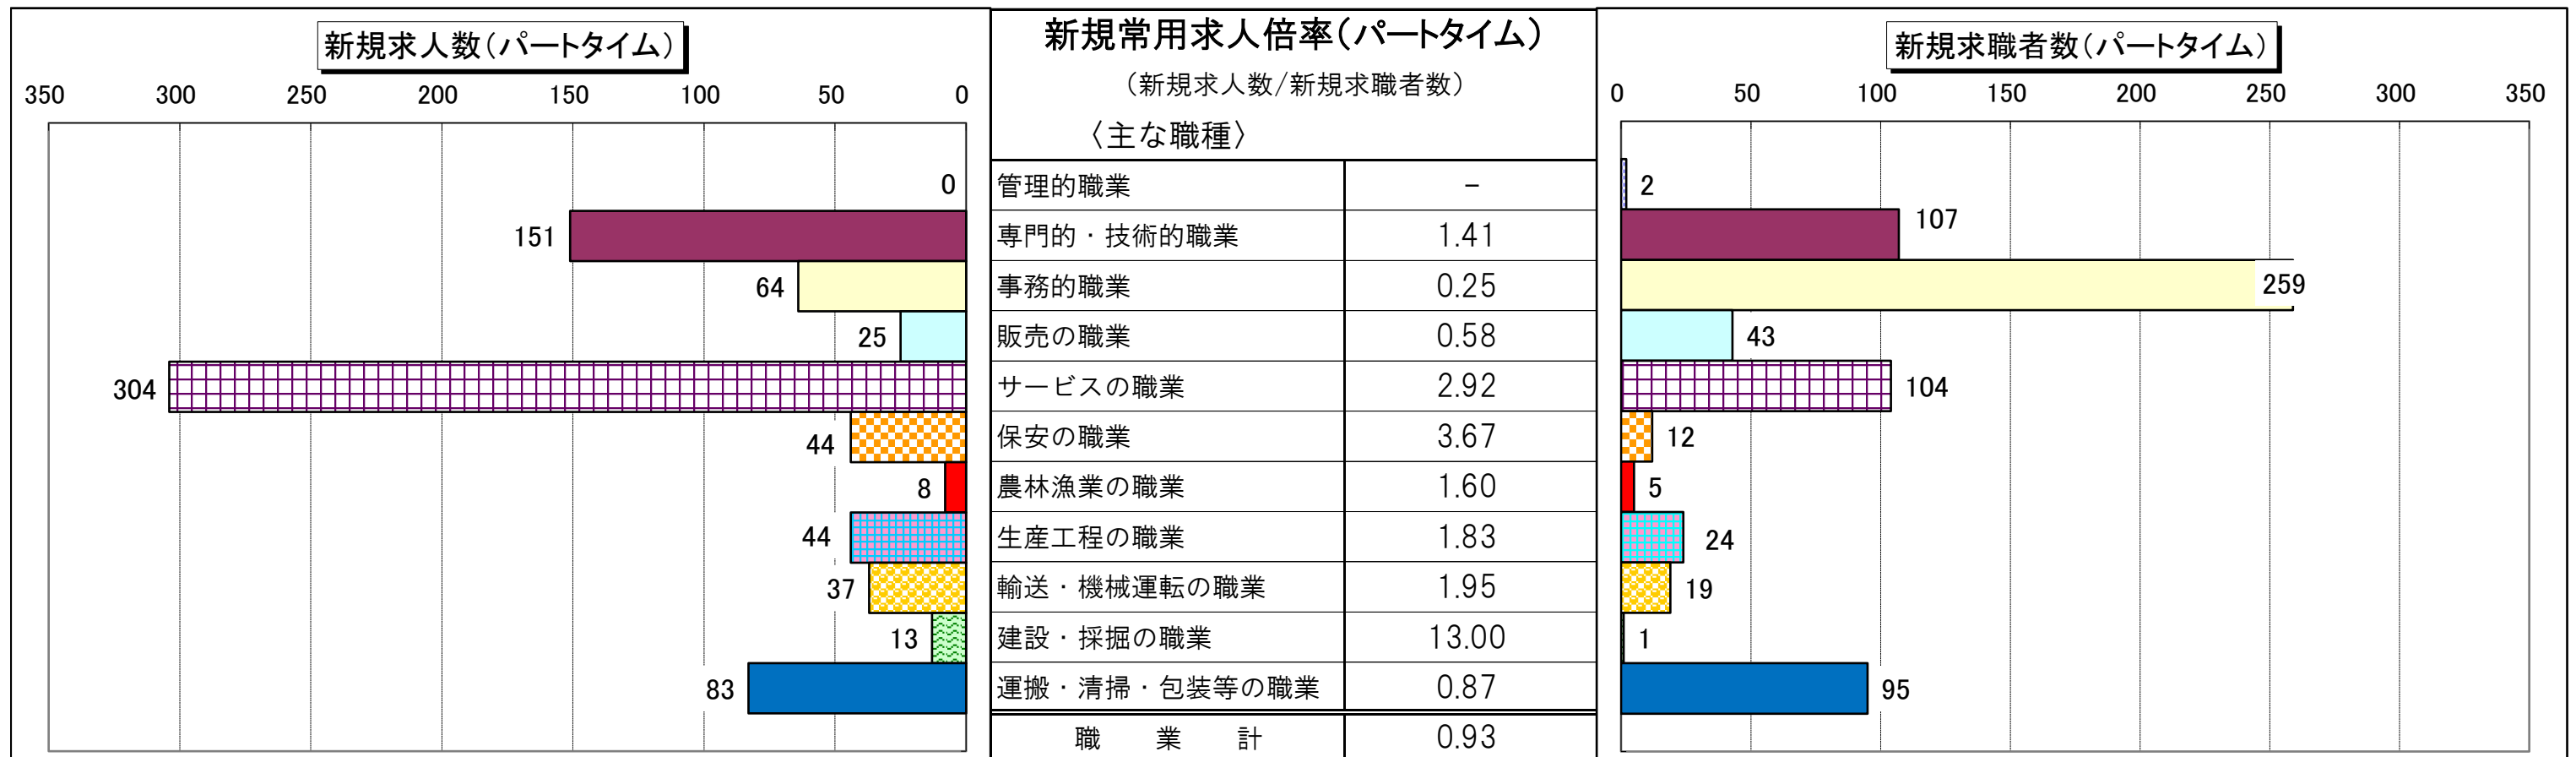 新規求人数(パートタイム)
350 300 250 200 150 100 50 0
0
151
64
25
304
44
8
44
37
13
83
新規常用求人倍率(パートタイム)
(新規求人数/新規求職者数)
〈主な職種〉
管理的職業 －
専門的・技術的職業 1.41
事務的職業 0.25
販売の職業 0.58
サービスの職業 2.92
保安の職業 3.67
農林漁業の職業 1.60
生産工程の職業 1.83
輸送・機械運転の職業 1.95
建設・採掘の職業 13.00
運搬・清掃・包装等の職業 0.87
職 業 計 0.93
新規求職者数(パートタイム)
0 50 100 150 200 250 300 350
2
107
259
43
104
12
5
24
19
1
95